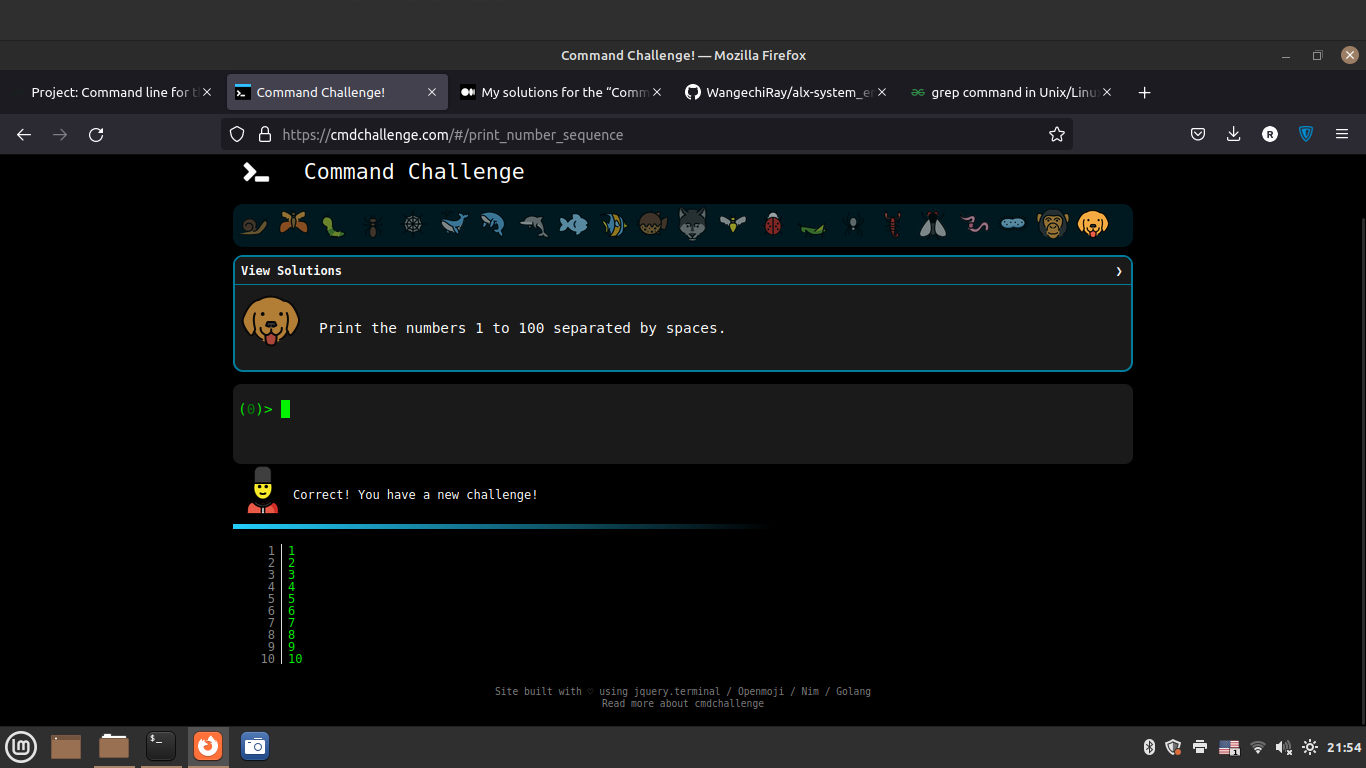 Command Challenge! — Mozilla Firefox
Project: Command line for t
Command Challenge!
My solutions for the “Comm
WangechiRay/alx-system_e
grep command in Unix/Linu
https://cmdchallenge.com/#/print_number_sequence
R
Command Challenge
View Solutions
Print the numbers 1 to 100 separated by spaces.
(0)>
Correct! You have a new challenge!
1 1
2 2
3 3
4 4
5 5
6 6
7 7
8 8
9 9
10 10
Site built with ♡ using jquery.terminal / Openmoji / Nim / Golang
Read more about cmdchallenge
$_
1
21:54